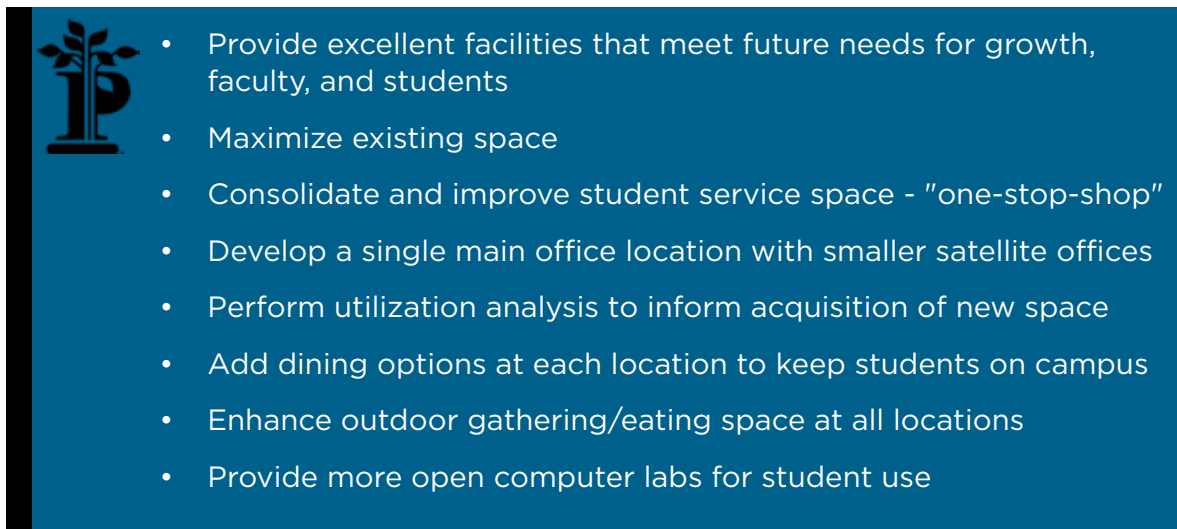 • Provide excellent facilities that meet future needs for growth,
faculty, and students
• Maximize existing space
• Consolidate and improve student service space - "one-stop-shop"
• Develop a single main office location with smaller satellite offices
• Perform utilization analysis to inform acquisition of new space
• Add dining options at each location to keep students on campus
• Enhance outdoor gathering/eating space at all locations
• Provide more open computer labs for student use